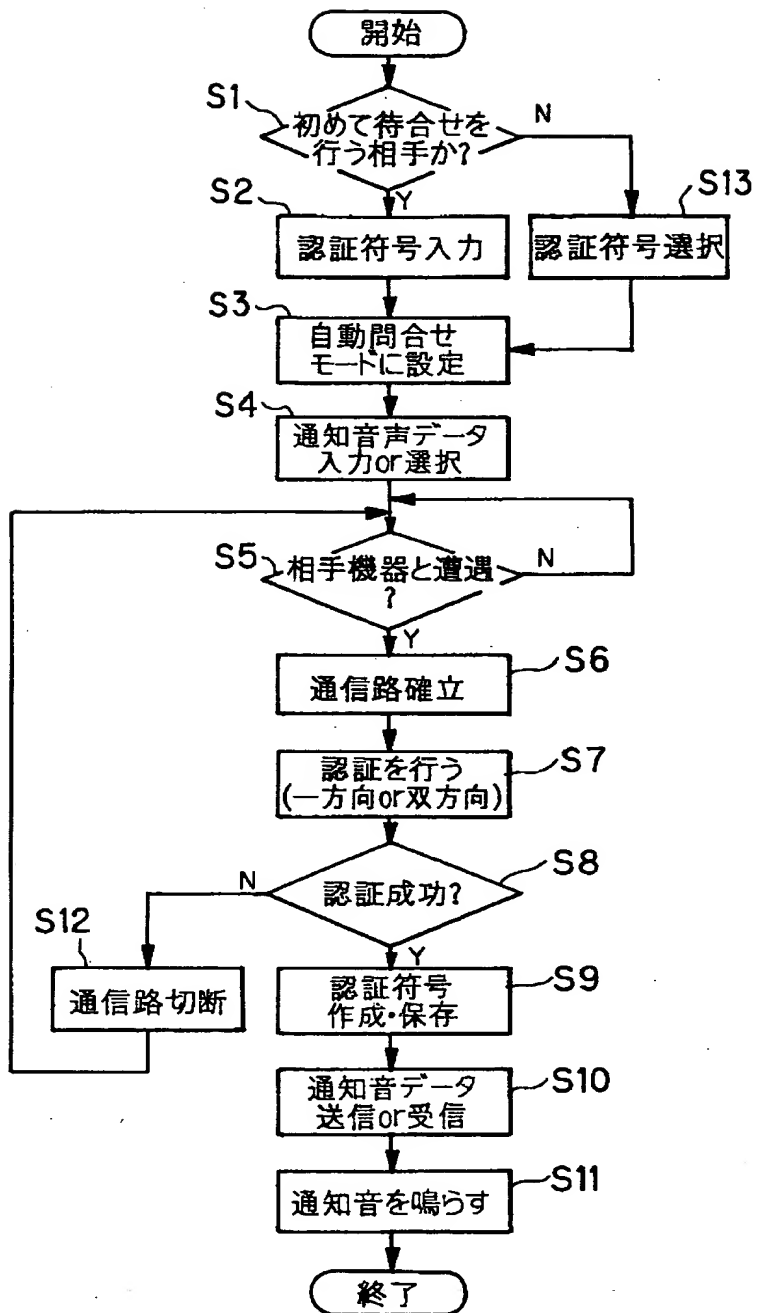 開始
S1
初めて待合せを
行う相手か?
N
Y
S2
認証符号入力
S13
認証符号選択
S3
自動問合せ
モードに設定
S4
通知音声データ
入力or選択
S5
相手機器と遭遇
?
N
Y
通信路確立
S6
認証を行う
(一方向or双方向)
S7
認証成功?
S8
N
Y
S12
通信路切断
認証符号
作成・保存
S9
通知音データ
送信or受信
S10
通知音を鳴らす
S11
終了